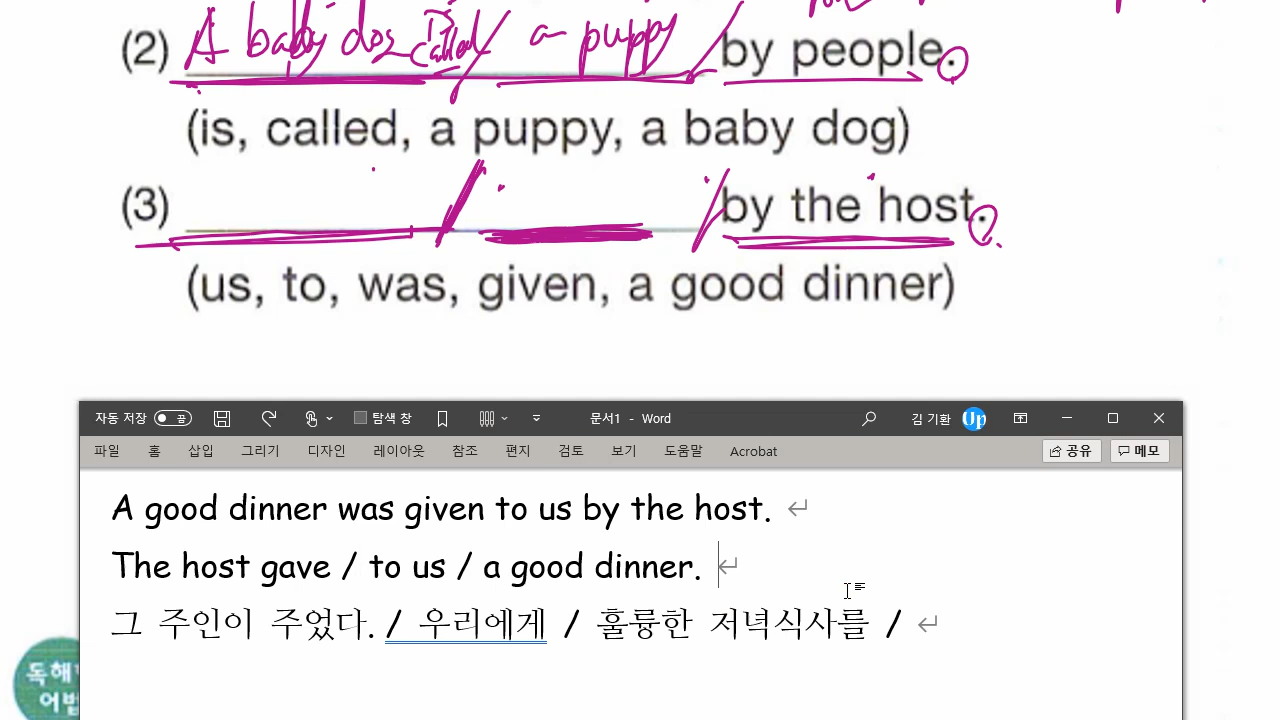 (2) A baby dog is called / a puppy / by people.
(is, called, a puppy, a baby dog)
(3) by the host.
(us, to, was, given, a good dinner)
자동 저장 끔 탐색 창 문서1 - Word 김 기환 Up
파일 홈 삽입 그리기 디자인 레이아웃 참조 편지 검토 보기 도움말 Acrobat 공유 메모
A good dinner was given to us by the host.
The host gave / to us / a good dinner.
그 주인이 주었다. / 우리에게 / 훌륭한 저녁식사를 /
독해
어법